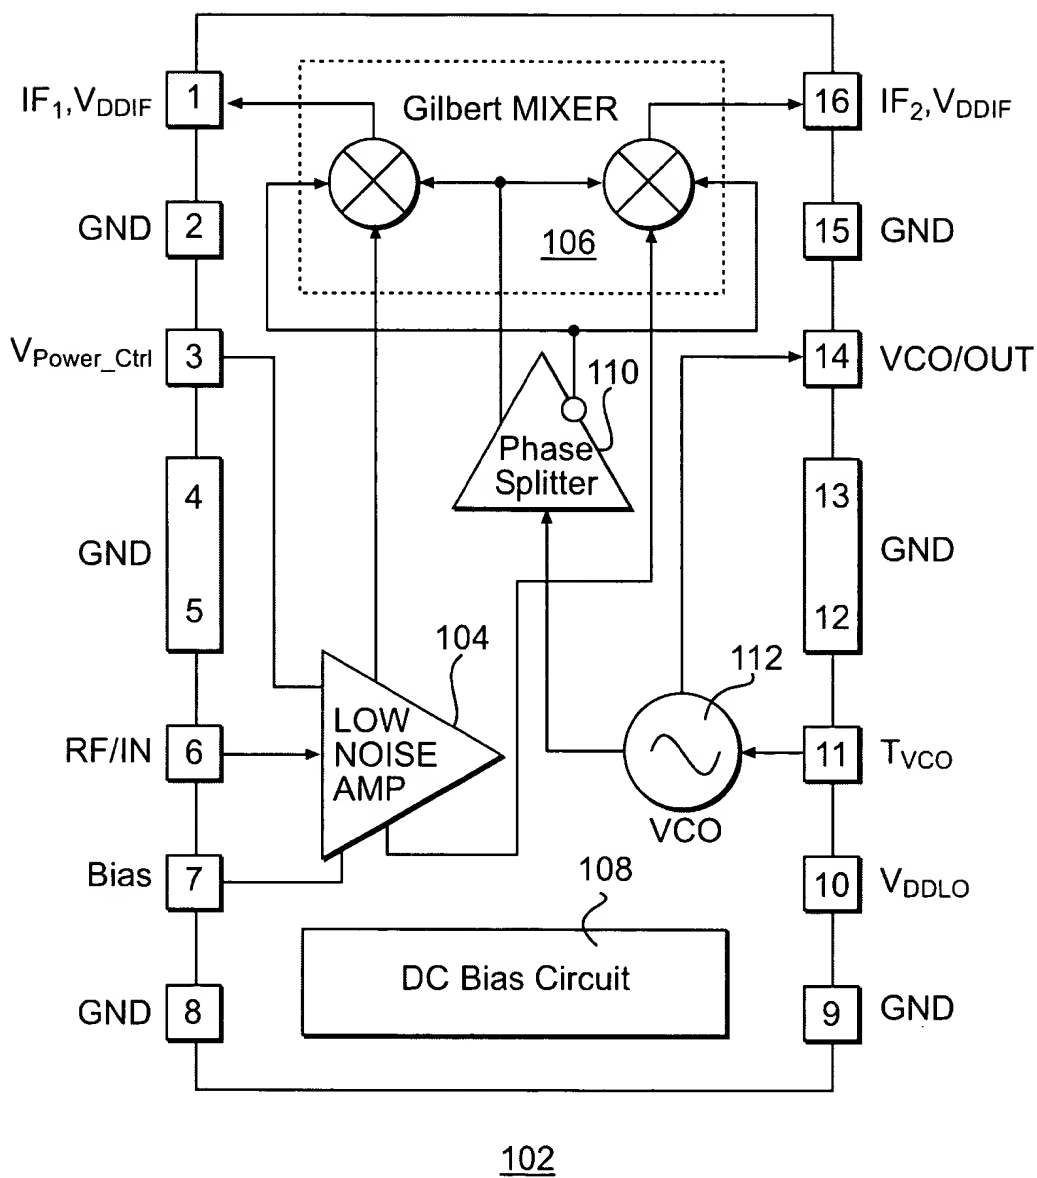 IF1,VDDIF
1
Gilbert MIXER
16
IF2,VDDIF
GND
2
106
15
GND
VPower_Ctrl
3
14
VCO/OUT
110
Phase
Splitter
4
GND
5
13
GND
12
104
112
RF/IN
6
LOW
NOISE
AMP
11
TVCO
VCO
Bias
7
108
10
VDDLO
DC Bias Circuit
GND
8
9
GND
102